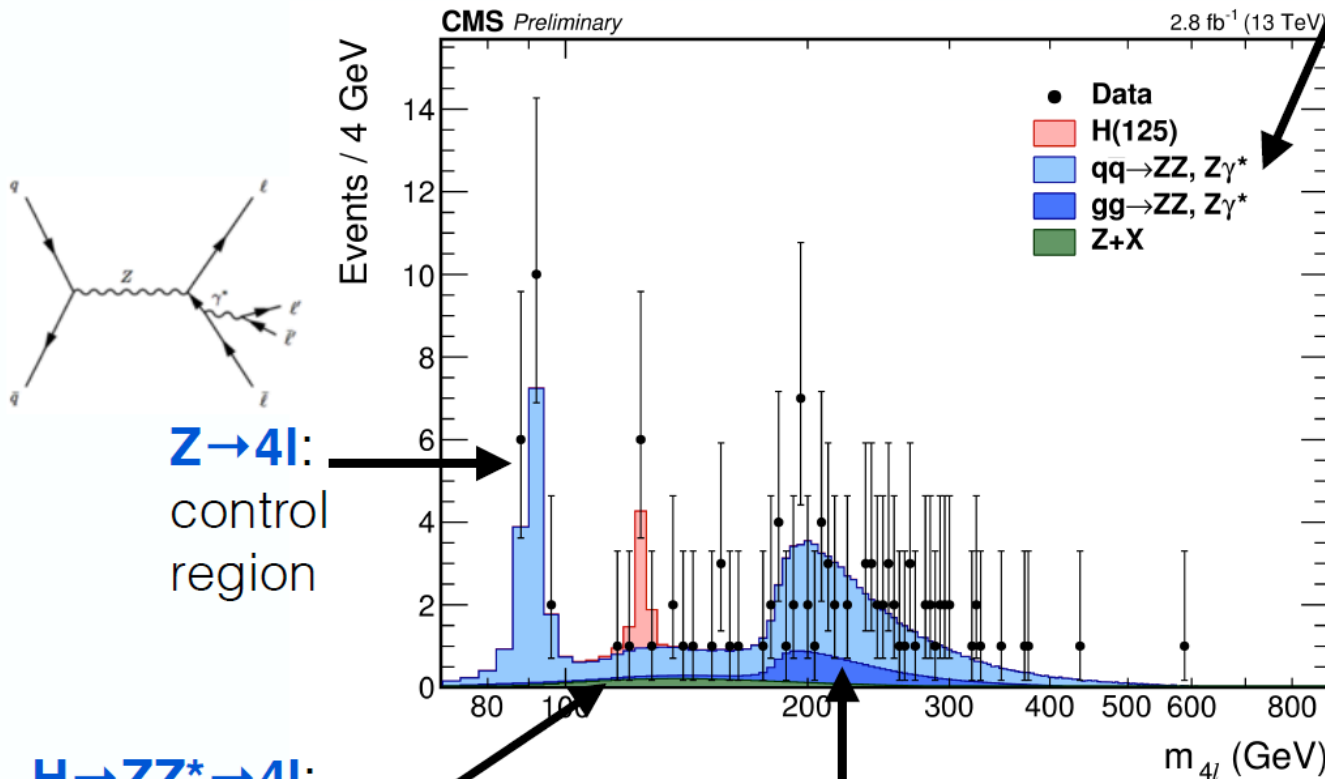 CMS Preliminary
2.8 fb⁻¹ (13 TeV)
Events / 4 GeV
14
12
10
8
6
4
2
0
Data
H(125)
qq̄→ZZ, Zγ*
gg→ZZ, Zγ*
Z+X
q
ℓ
Z
γ*
ℓ'
ℓ̄'
q̄
ℓ̄
Z→4l:
control
region
80 100 200 300 400 500 600 800
m₄ₗ (GeV)
H→ZZ*→4l: